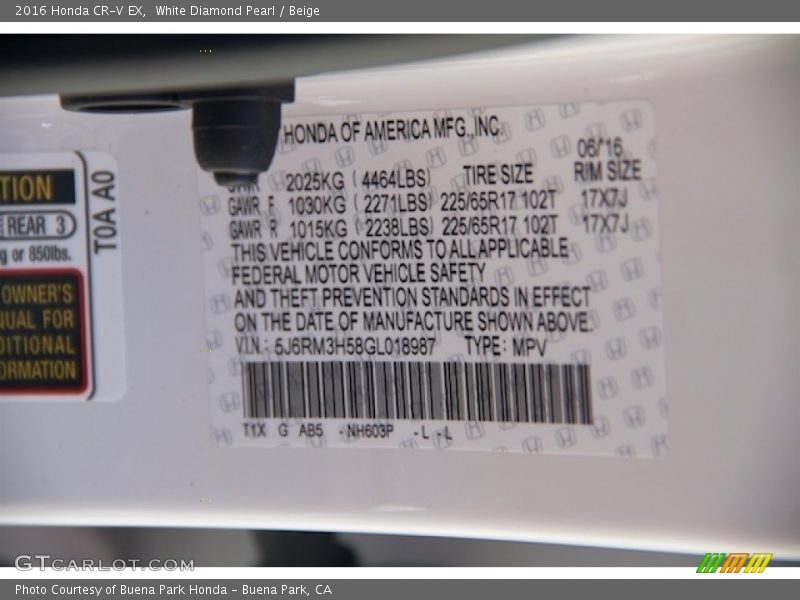 2016 Honda CR-V EX,  White Diamond Pearl / Beige
HONDA OF AMERICA MFG.,INC.
06/16
2025KG ( 4464LBS) TIRE SIZE RIM SIZE
GAWR F 1030KG ( 2271LBS) 225/65R17 102T 17X7J
GAWR R 1015KG ( 2238LBS) 225/65R17 102T 17X7J
THIS VEHICLE CONFORMS TO ALL APPLICABLE
FEDERAL MOTOR VEHICLE SAFETY
AND THEFT PREVENTION STANDARDS IN EFFECT
ON THE DATE OF MANUFACTURE SHOWN ABOVE.
V.I.N.: 5J6RM3H58GL018987 TYPE: MPV
T1X G AB5 -NH603P -L -L
TION
REAR 3
g or 850lbs.
OWNER'S
NUAL FOR
DITIONAL
ORMATION
T0A A0
GTCARLOT.COM
Photo Courtesy of Buena Park Honda - Buena Park, CA